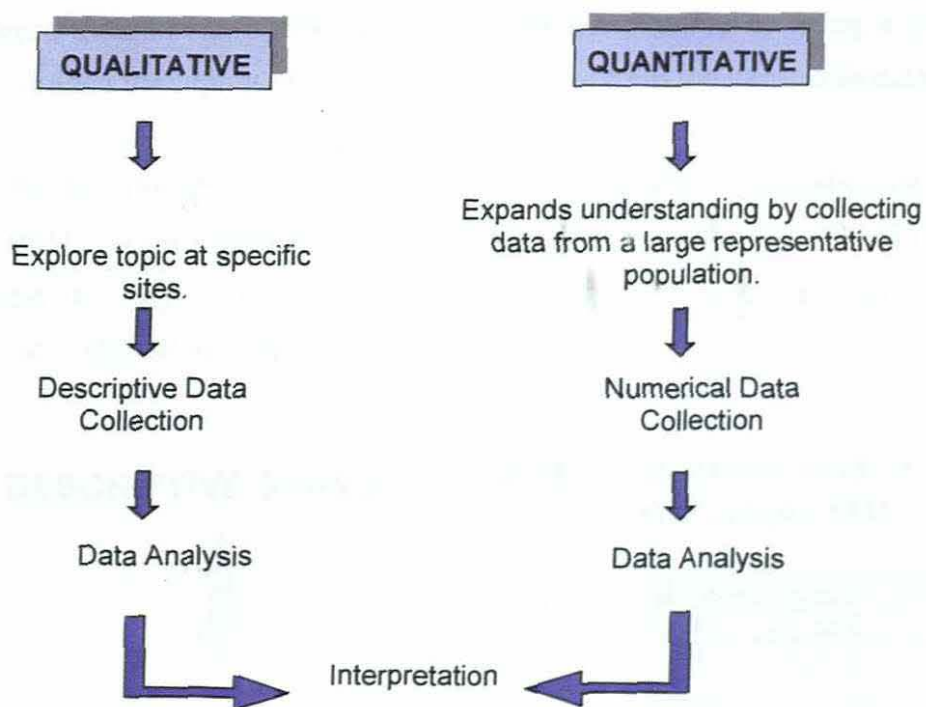 QUALITATIVE
Explore topic at specific
sites.
Descriptive Data
Collection
Data Analysis
QUANTITATIVE
Expands understanding by collecting
data from a large representative
population.
Numerical Data
Collection
Data Analysis
Interpretation